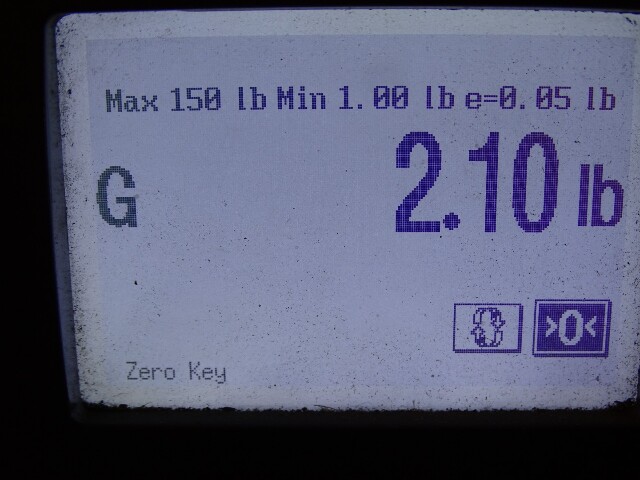 Max 150 lb Min 1.00 lb e=0.05 lb
G 2.10 lb
>0<
Zero Key